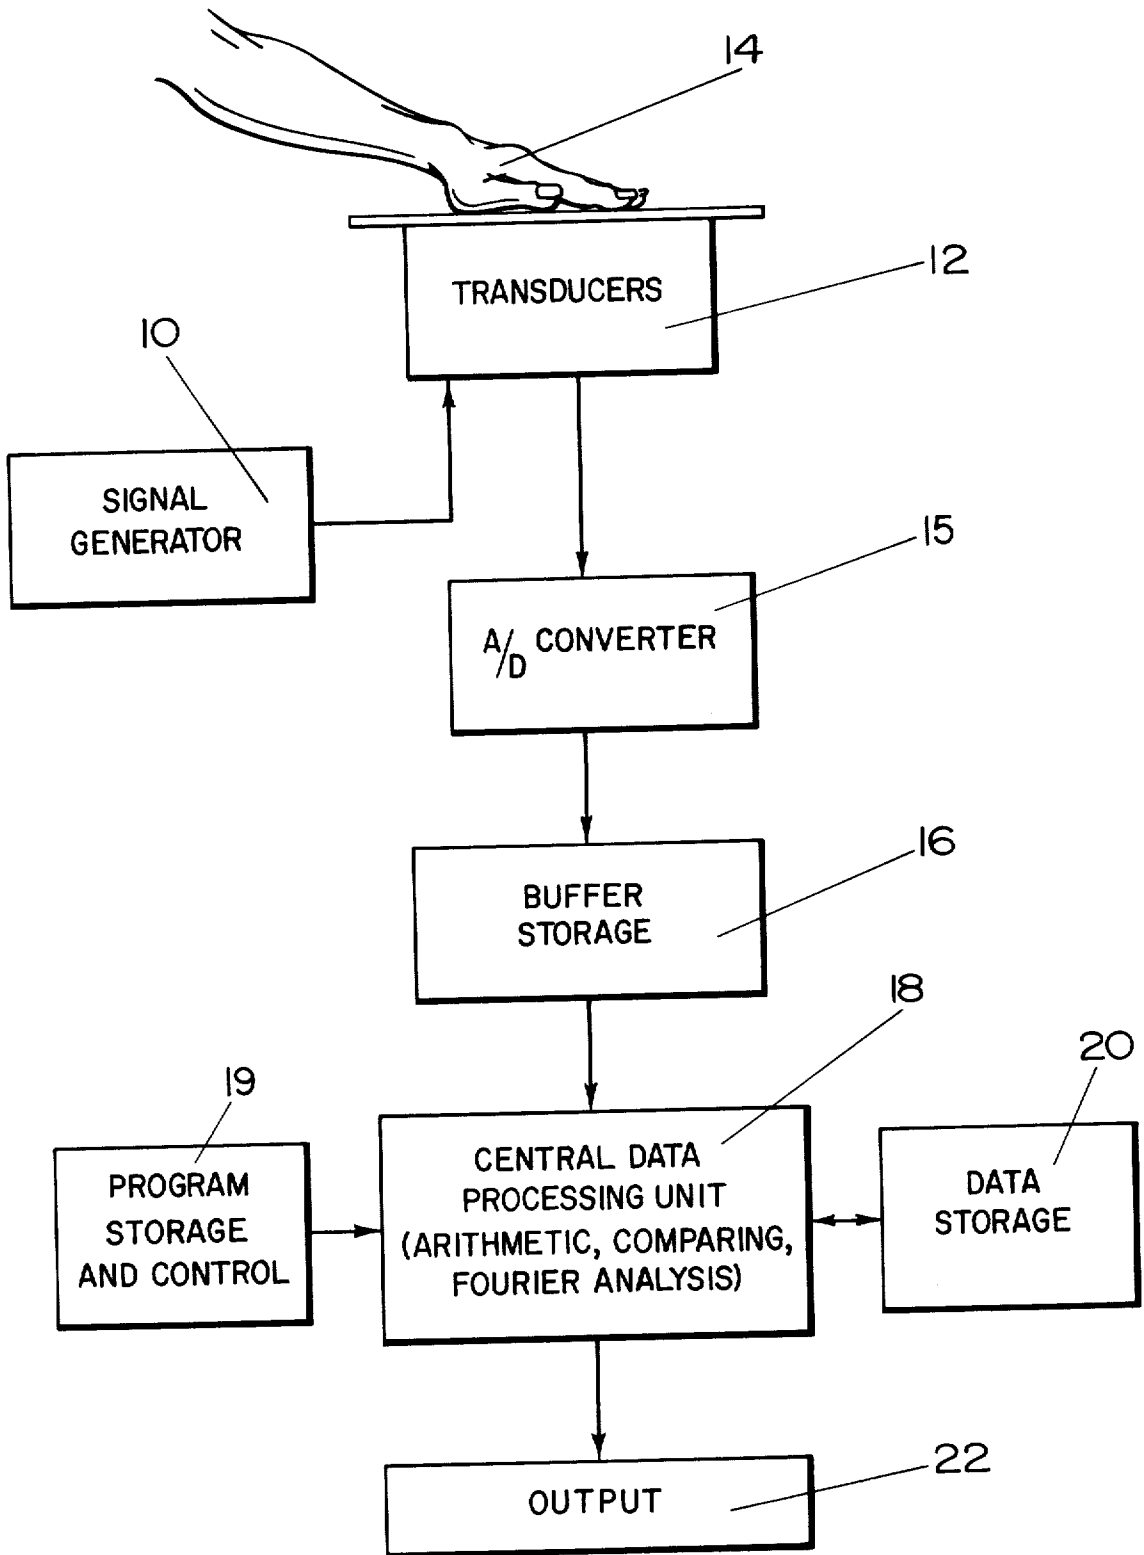 14
TRANSDUCERS
12
10
SIGNAL
GENERATOR
15
A/D CONVERTER
16
BUFFER
STORAGE
18
19
20
PROGRAM
STORAGE
AND CONTROL
CENTRAL DATA
PROCESSING UNIT
(ARITHMETIC, COMPARING,
FOURIER ANALYSIS)
DATA
STORAGE
22
OUTPUT